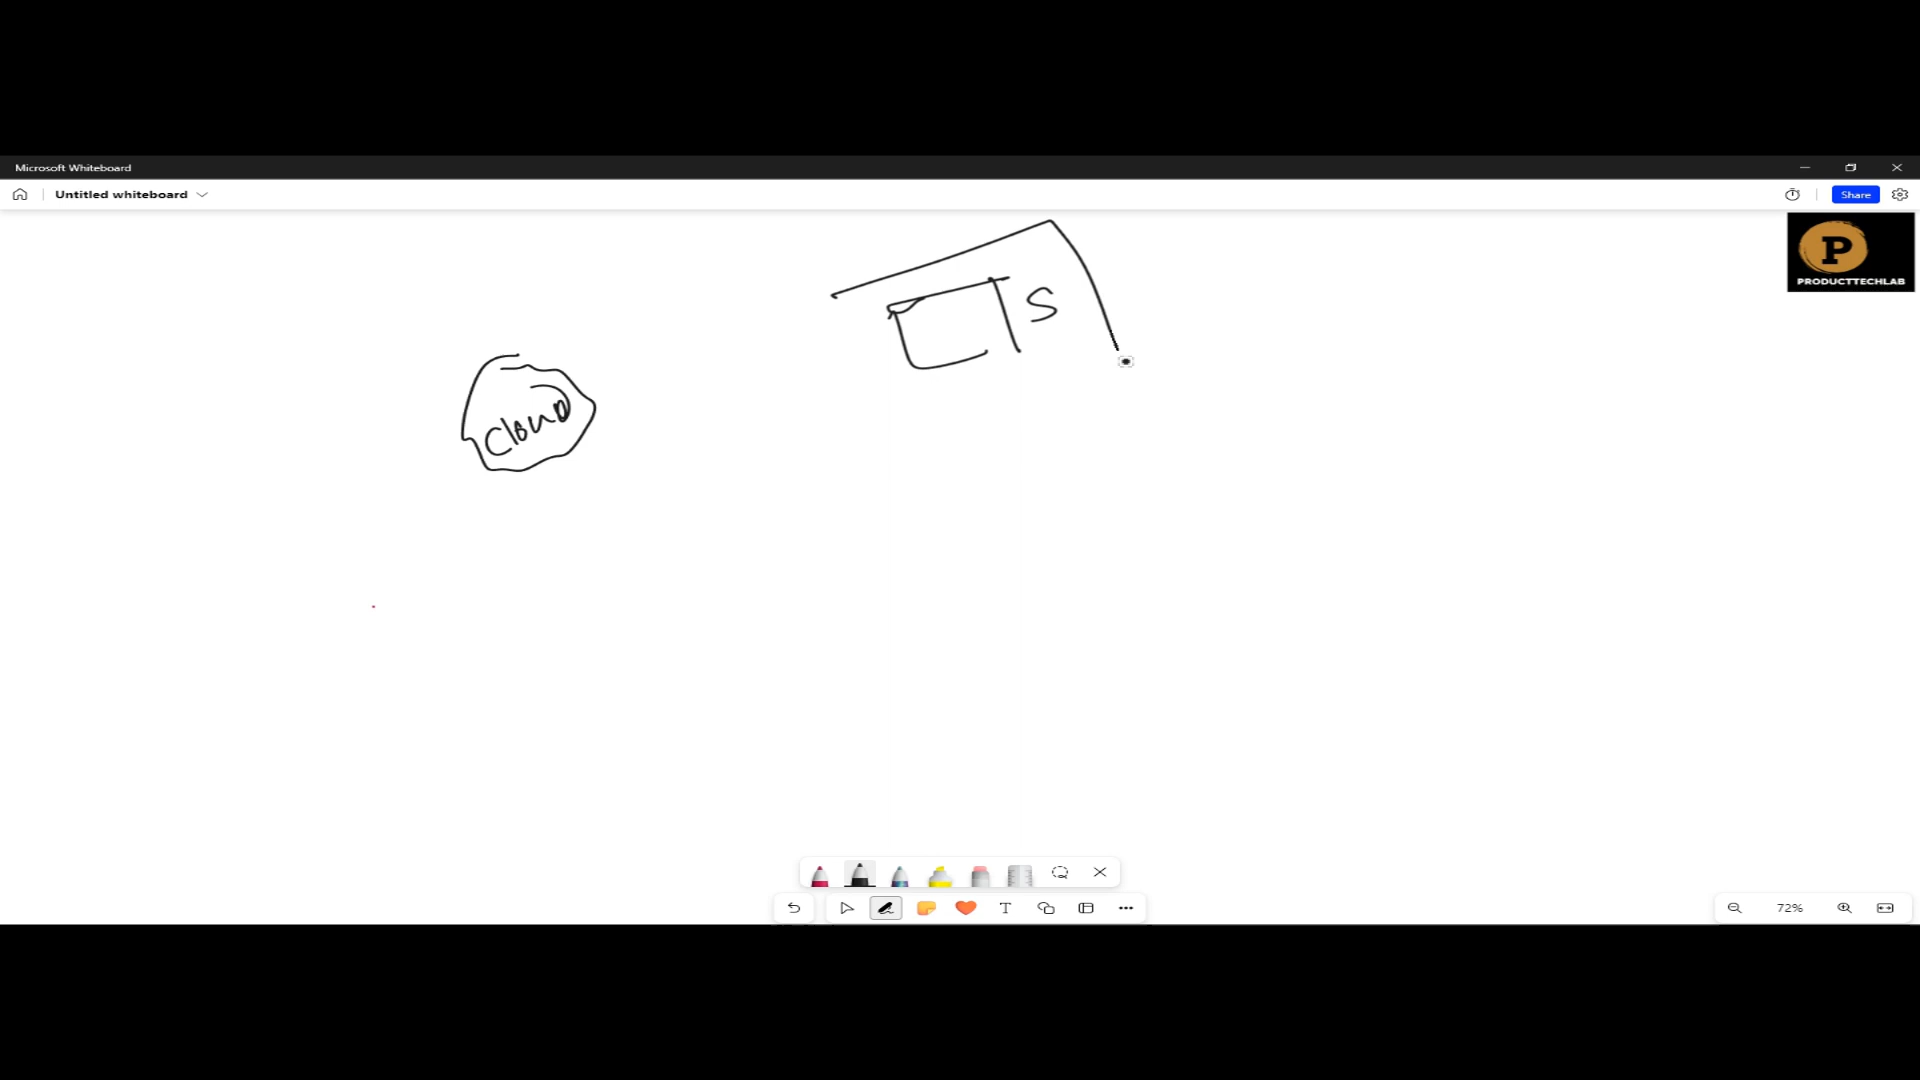 Microsoft Whiteboard
Untitled whiteboard
Share
P
PRODUCTTECHLAB
S
Cloud
T
72%